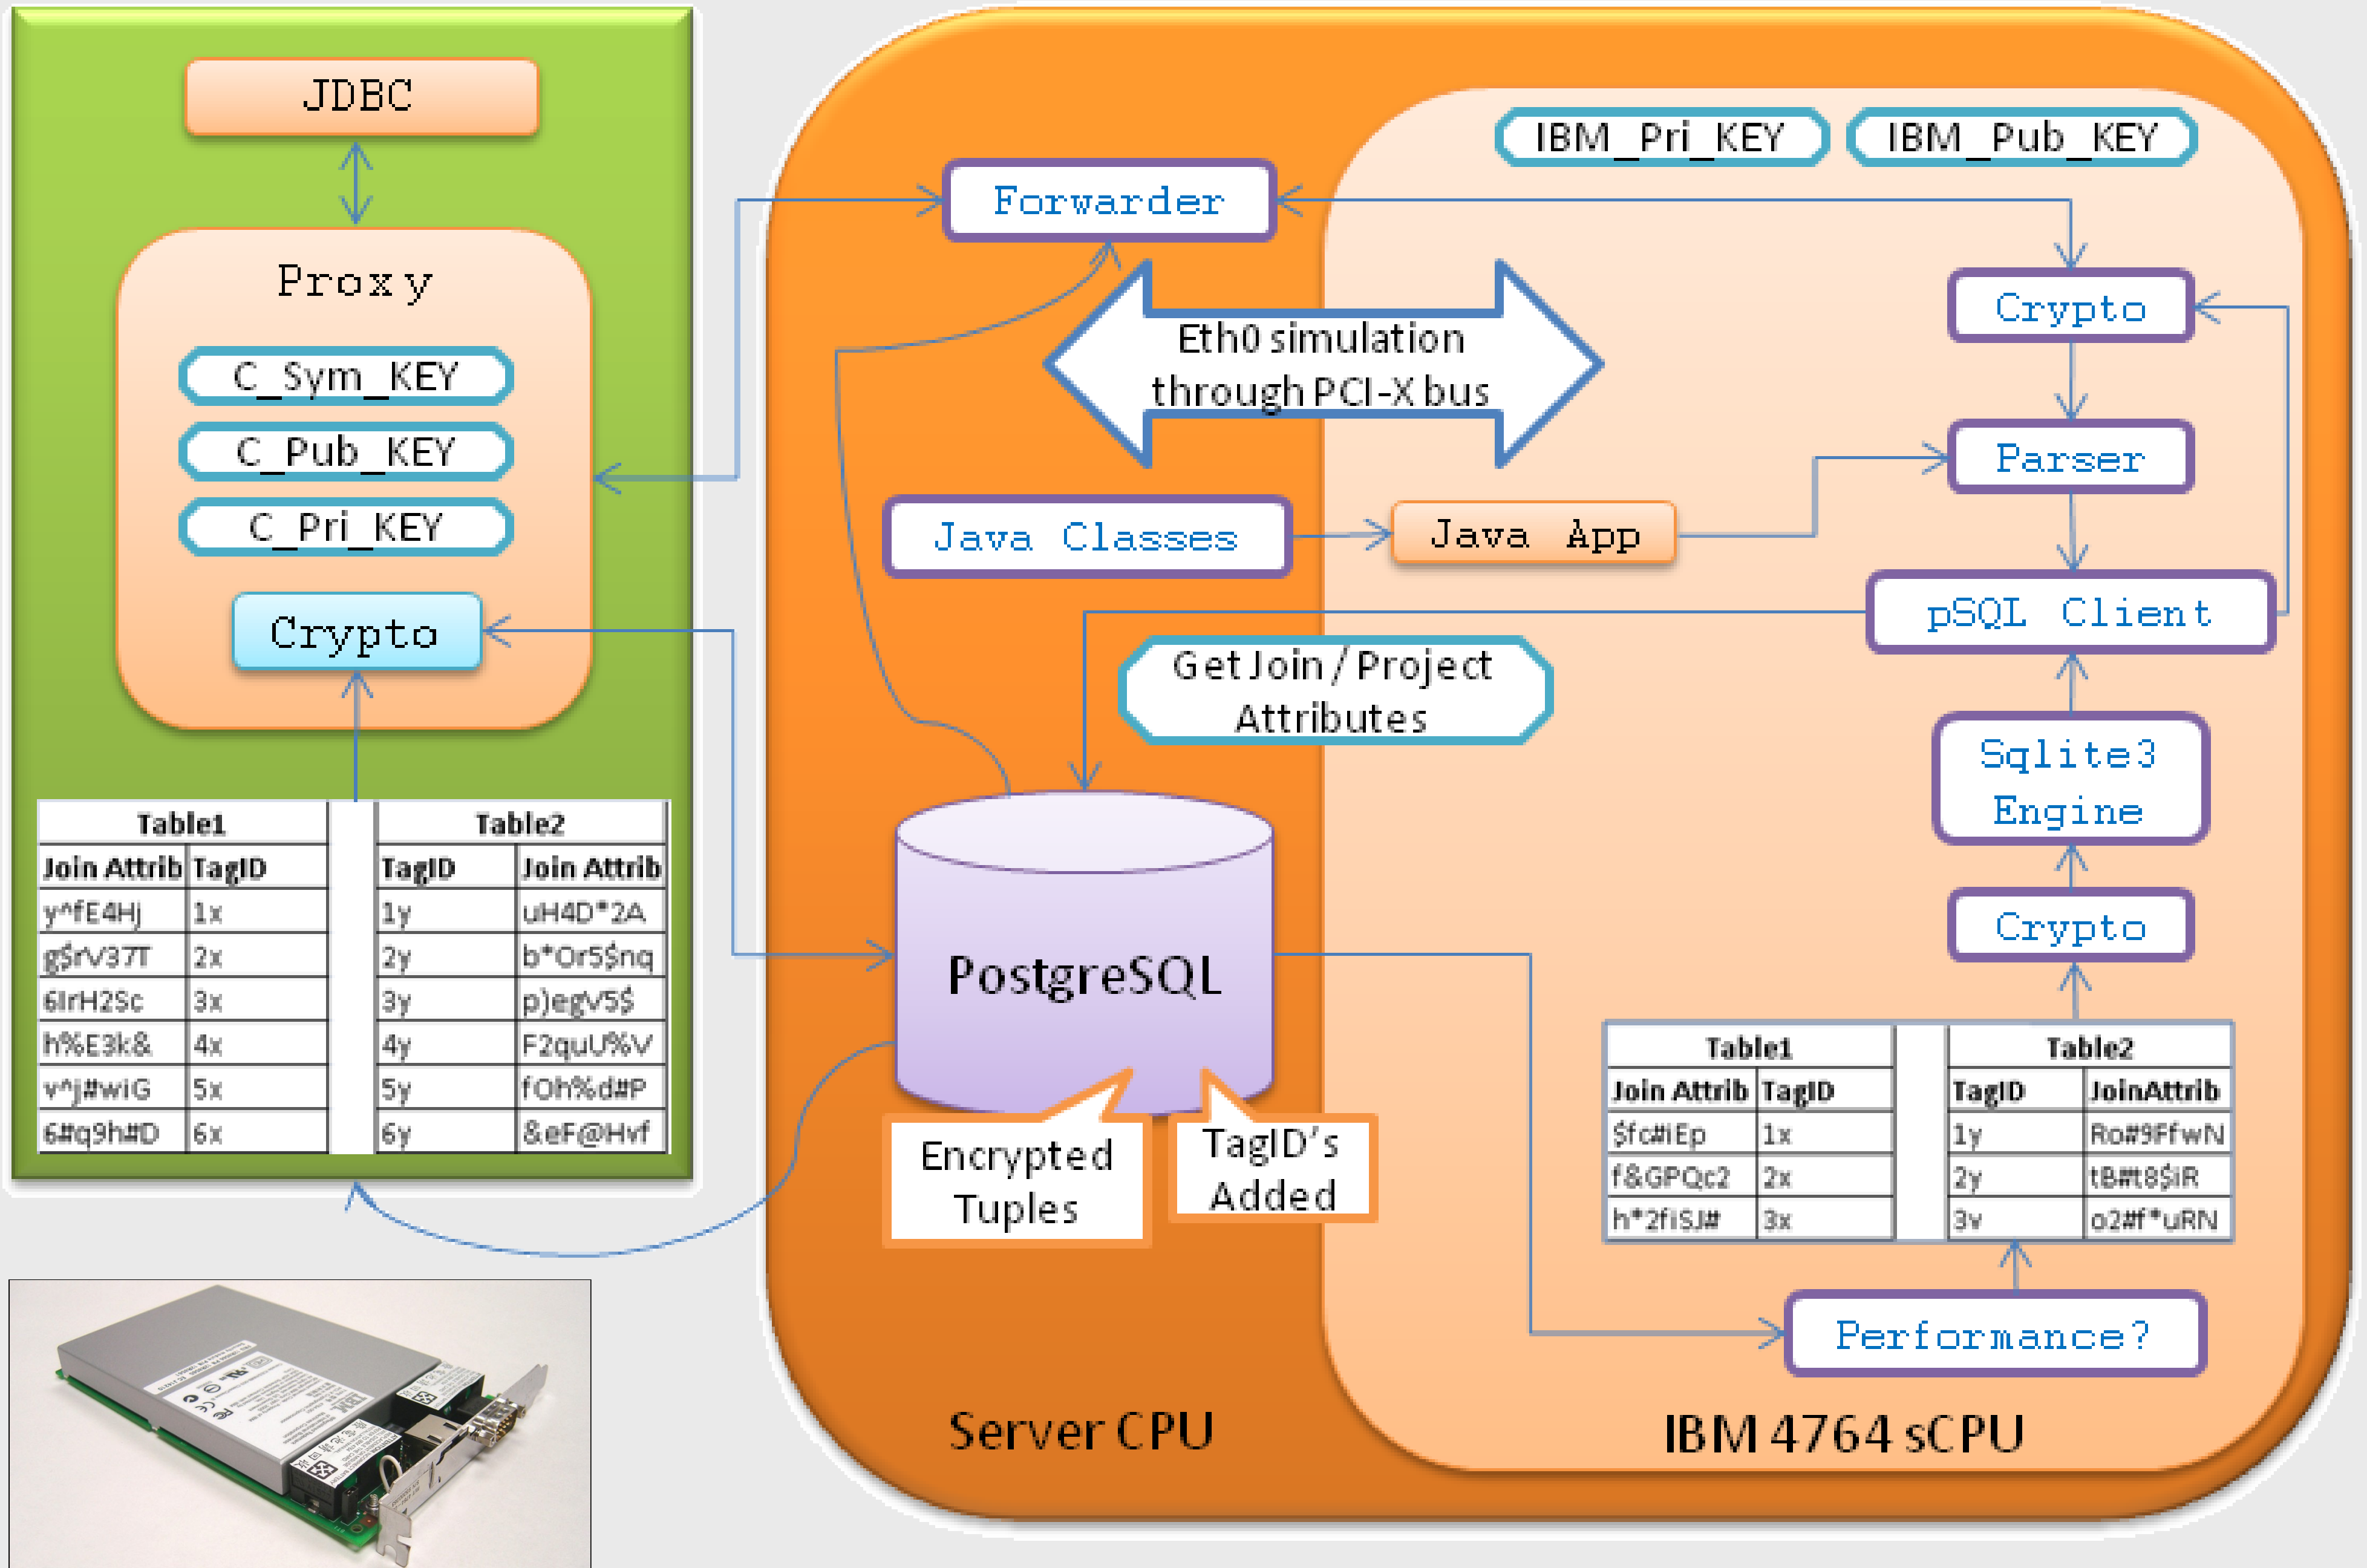 JDBC
Proxy
C_Sym_KEY
C_Pub_KEY
C_Pri_KEY
Crypto
Table1
Join Attrib TagID
y^fE4Hj 1x
g$rV37T 2x
6IrH2Sc 3x
h%E3k& 4x
v^j#wiG 5x
6#q9h#D 6x
Table2
TagID Join Attrib
1y uH4D*2A
2y b*Or5$nq
3y p)egV5$
4y F2quU%V
5y fOh%d#P
6y &eF@Hvf
Forwarder
IBM_Pri_KEY
IBM_Pub_KEY
Eth0 simulation
through PCI-X bus
Crypto
Parser
Java Classes
Java App
pSQL Client
Get Join / Project
Attributes
Sqlite3
Engine
Crypto
PostgreSQL
Encrypted
Tuples
TagID's
Added
Table1
Join Attrib TagID
$fc#iEp 1x
f&GPQc2 2x
h*2fiSJ# 3x
Table2
TagID JoinAttrib
1y Ro#9FfwN
2y tB#t8$iR
3y o2#f*uRN
Performance?
Server CPU
IBM 4764 sCPU
IBM